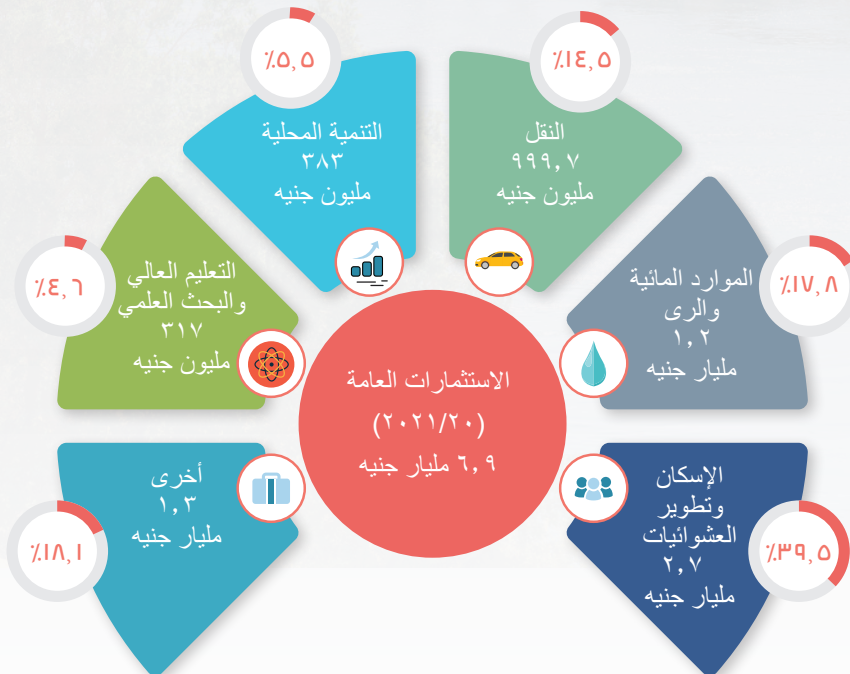 الاستثمارات العامة
(٢٠٢١/٢٠)
٦,٩ مليار جنيه
٪١٤,٥
النقل
٩٩٩,٧
مليون جنيه
٪١٧,٨
الموارد المائية
والرى
١,٢
مليار جنيه
٪٣٩,٥
الإسكان
وتطوير
العشوائيات
٢,٧
مليار جنيه
٪٥,٥
التنمية المحلية
٣٨٣
مليون جنيه
٪٤,٦
التعليم العالي
والبحث العلمي
٣١٧
مليون جنيه
٪١٨,١
أخرى
١,٣
مليار جنيه